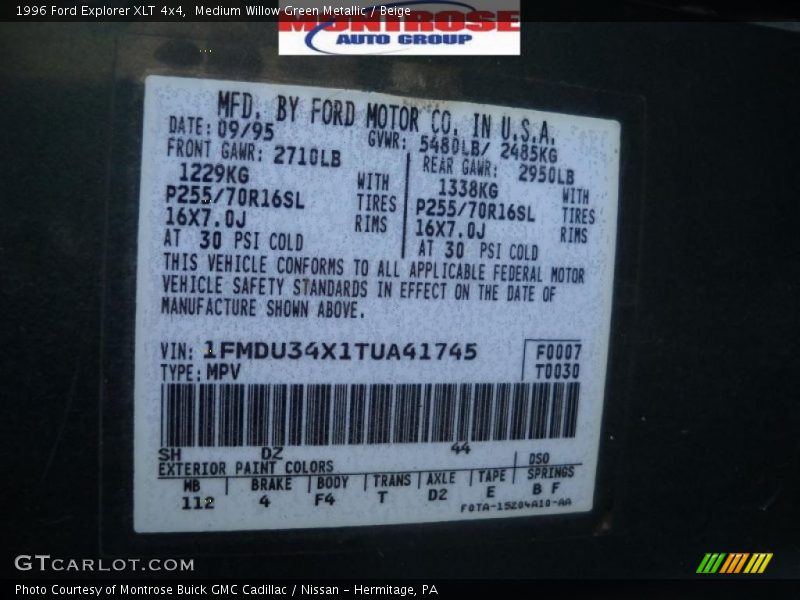 1996 Ford Explorer XLT 4x4,  Medium Willow Green Metallic / Beige
MONTROSE
AUTO GROUP
MFD. BY FORD MOTOR CO. IN U.S.A.
DATE: 09/95 GVWR: 5480LB/ 2485KG
FRONT GAWR: 2710LB REAR GAWR: 2950LB
1229KG WITH 1338KG WITH
P255/70R16SL TIRES P255/70R16SL TIRES
16X7.0J RIMS 16X7.0J RIMS
AT 30 PSI COLD AT 30 PSI COLD
THIS VEHICLE CONFORMS TO ALL APPLICABLE FEDERAL MOTOR
VEHICLE SAFETY STANDARDS IN EFFECT ON THE DATE OF
MANUFACTURE SHOWN ABOVE.
VIN: 1FMDU34X1TUA41745 F0007
TYPE: MPV T0030
SH DZ 44
EXTERIOR PAINT COLORS DSO
WB BRAKE BODY TRANS AXLE TAPE SPRINGS
112 4 F4 T D2 E B F
F0TA-15204A10-AA
GTCARLOT.COM
Photo Courtesy of Montrose Buick GMC Cadillac / Nissan - Hermitage, PA